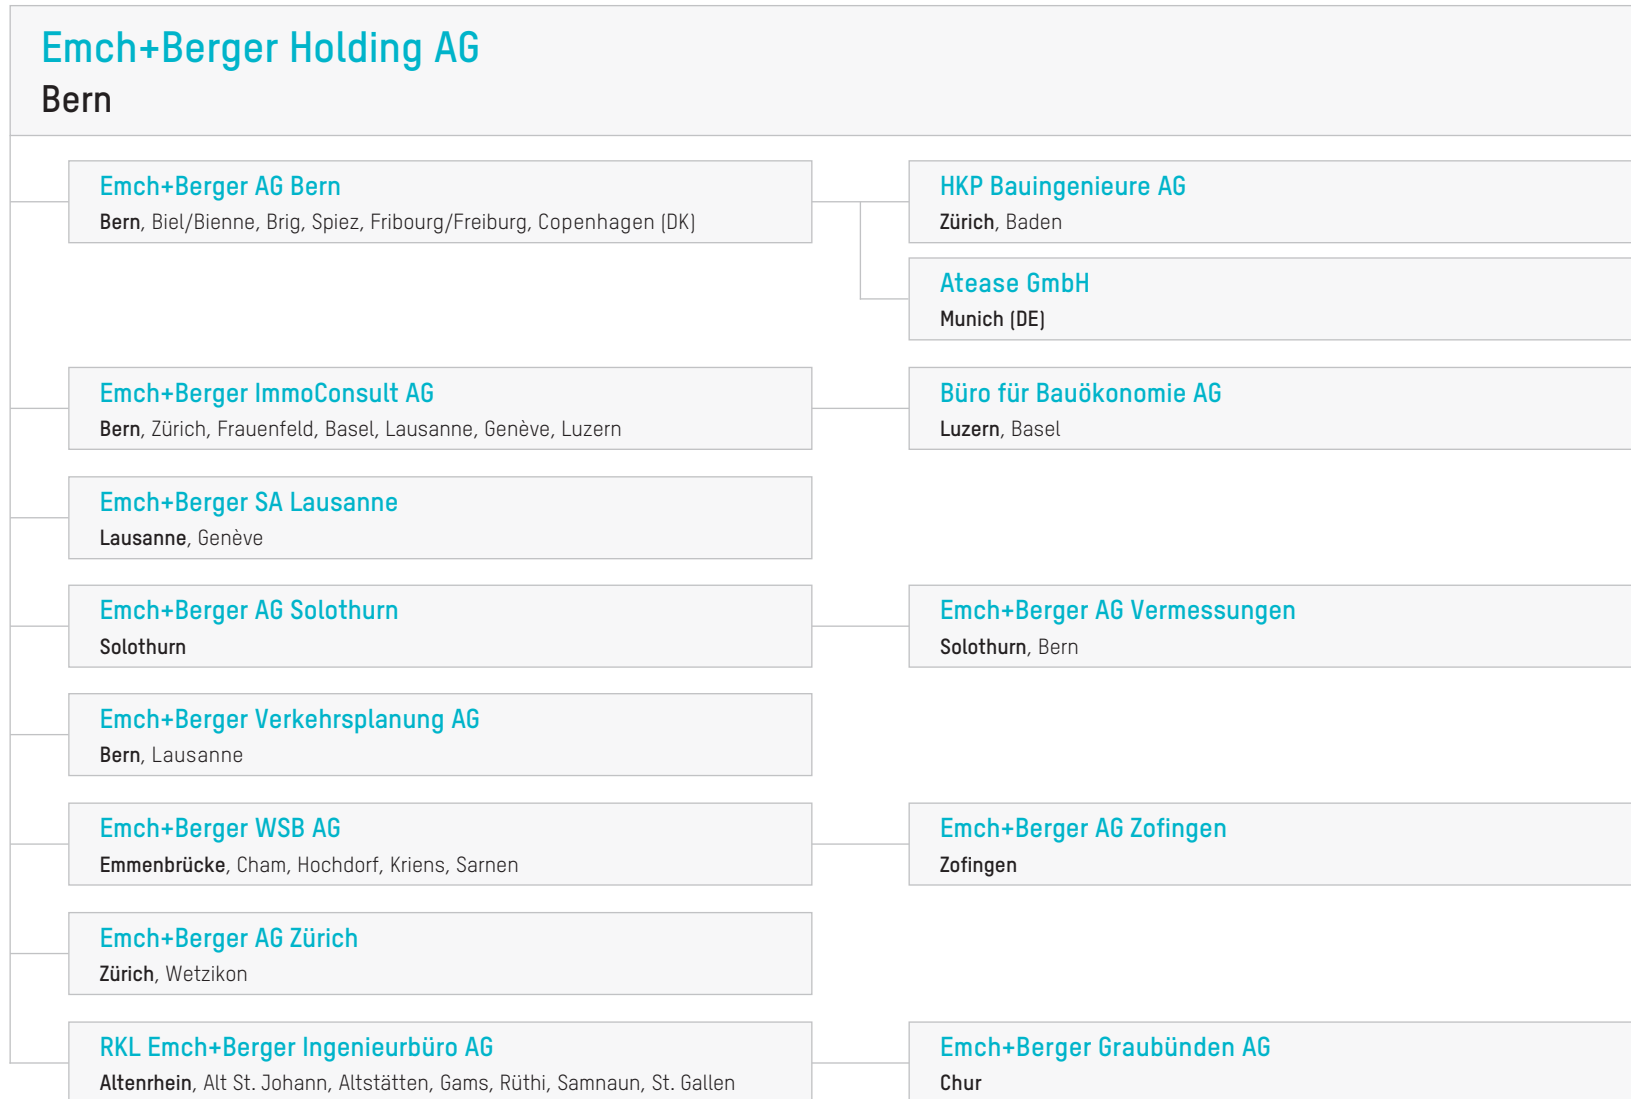 Emch+Berger Holding AG
Bern
Emch+Berger AG Bern
Bern, Biel/Bienne, Brig, Spiez, Fribourg/Freiburg, Copenhagen (DK)
HKP Bauingenieure AG
Zürich, Baden
Atease GmbH
Munich (DE)
Emch+Berger ImmoConsult AG
Bern, Zürich, Frauenfeld, Basel, Lausanne, Genève, Luzern
Büro für Bauökonomie AG
Luzern, Basel
Emch+Berger SA Lausanne
Lausanne, Genève
Emch+Berger AG Solothurn
Solothurn
Emch+Berger AG Vermessungen
Solothurn, Bern
Emch+Berger Verkehrsplanung AG
Bern, Lausanne
Emch+Berger WSB AG
Emmenbrücke, Cham, Hochdorf, Kriens, Sarnen
Emch+Berger AG Zofingen
Zofingen
Emch+Berger AG Zürich
Zürich, Wetzikon
RKL Emch+Berger Ingenieurbüro AG
Altenrhein, Alt St. Johann, Altstätten, Gams, Rüthi, Samnaun, St. Gallen
Emch+Berger Graubünden AG
Chur